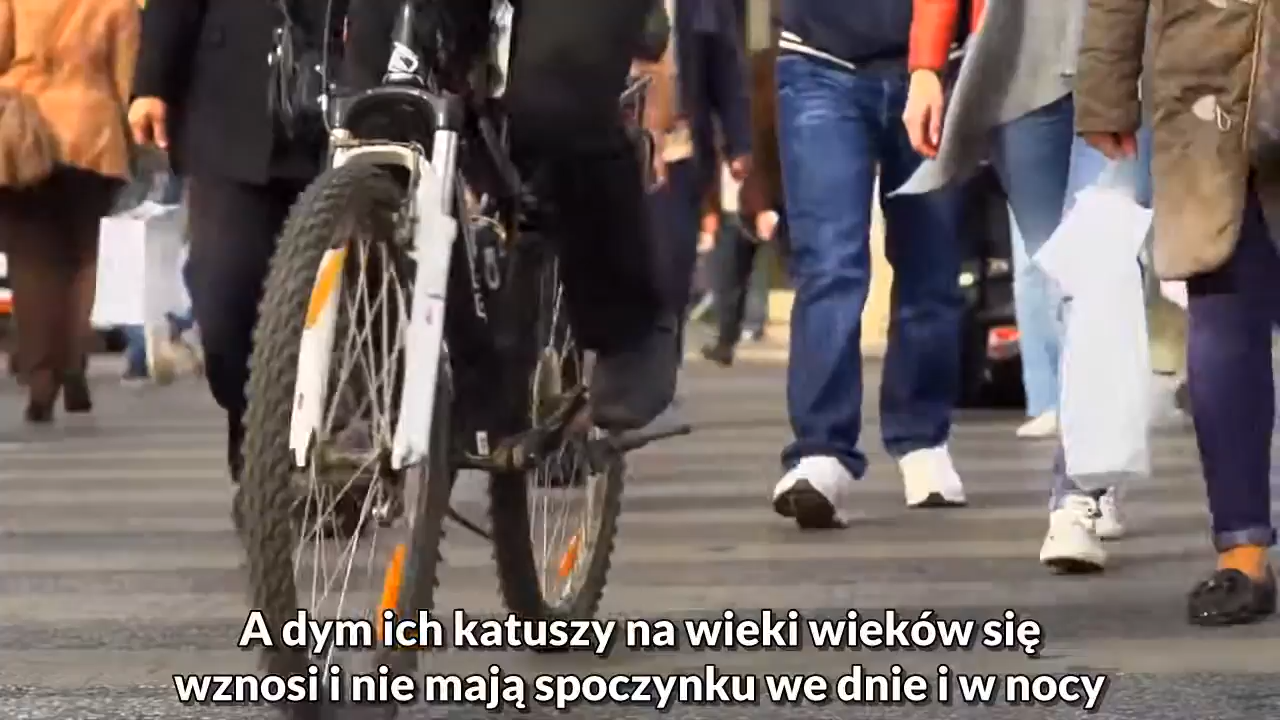 A dym ich katuszy na wieki wieków się
wznosi i nie mają spoczynku we dnie i w nocy